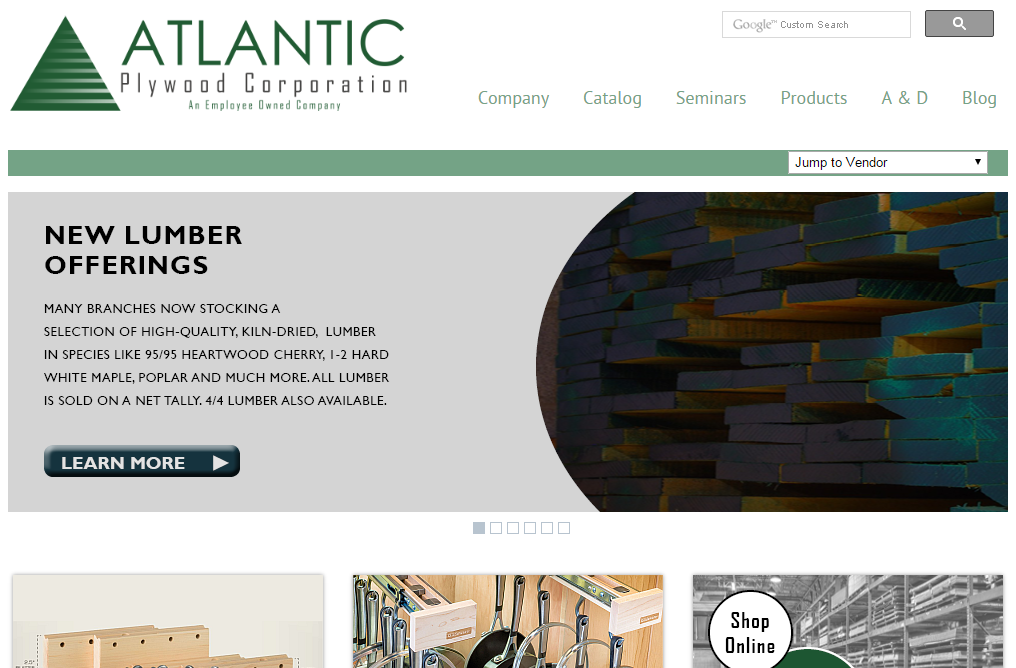 ATLANTIC
Plywood Corporation
An Employee Owned Company
Google™ Custom Search
Company Catalog Seminars Products A & D Blog
Jump to Vendor
NEW LUMBER
OFFERINGS
MANY BRANCHES NOW STOCKING A
SELECTION OF HIGH-QUALITY, KILN-DRIED, LUMBER
IN SPECIES LIKE 95/95 HEARTWOOD CHERRY, 1-2 HARD
WHITE MAPLE, POPLAR AND MUCH MORE. ALL LUMBER
IS SOLD ON A NET TALLY. 4/4 LUMBER ALSO AVAILABLE.
LEARN MORE
Shop
Online
2.5"